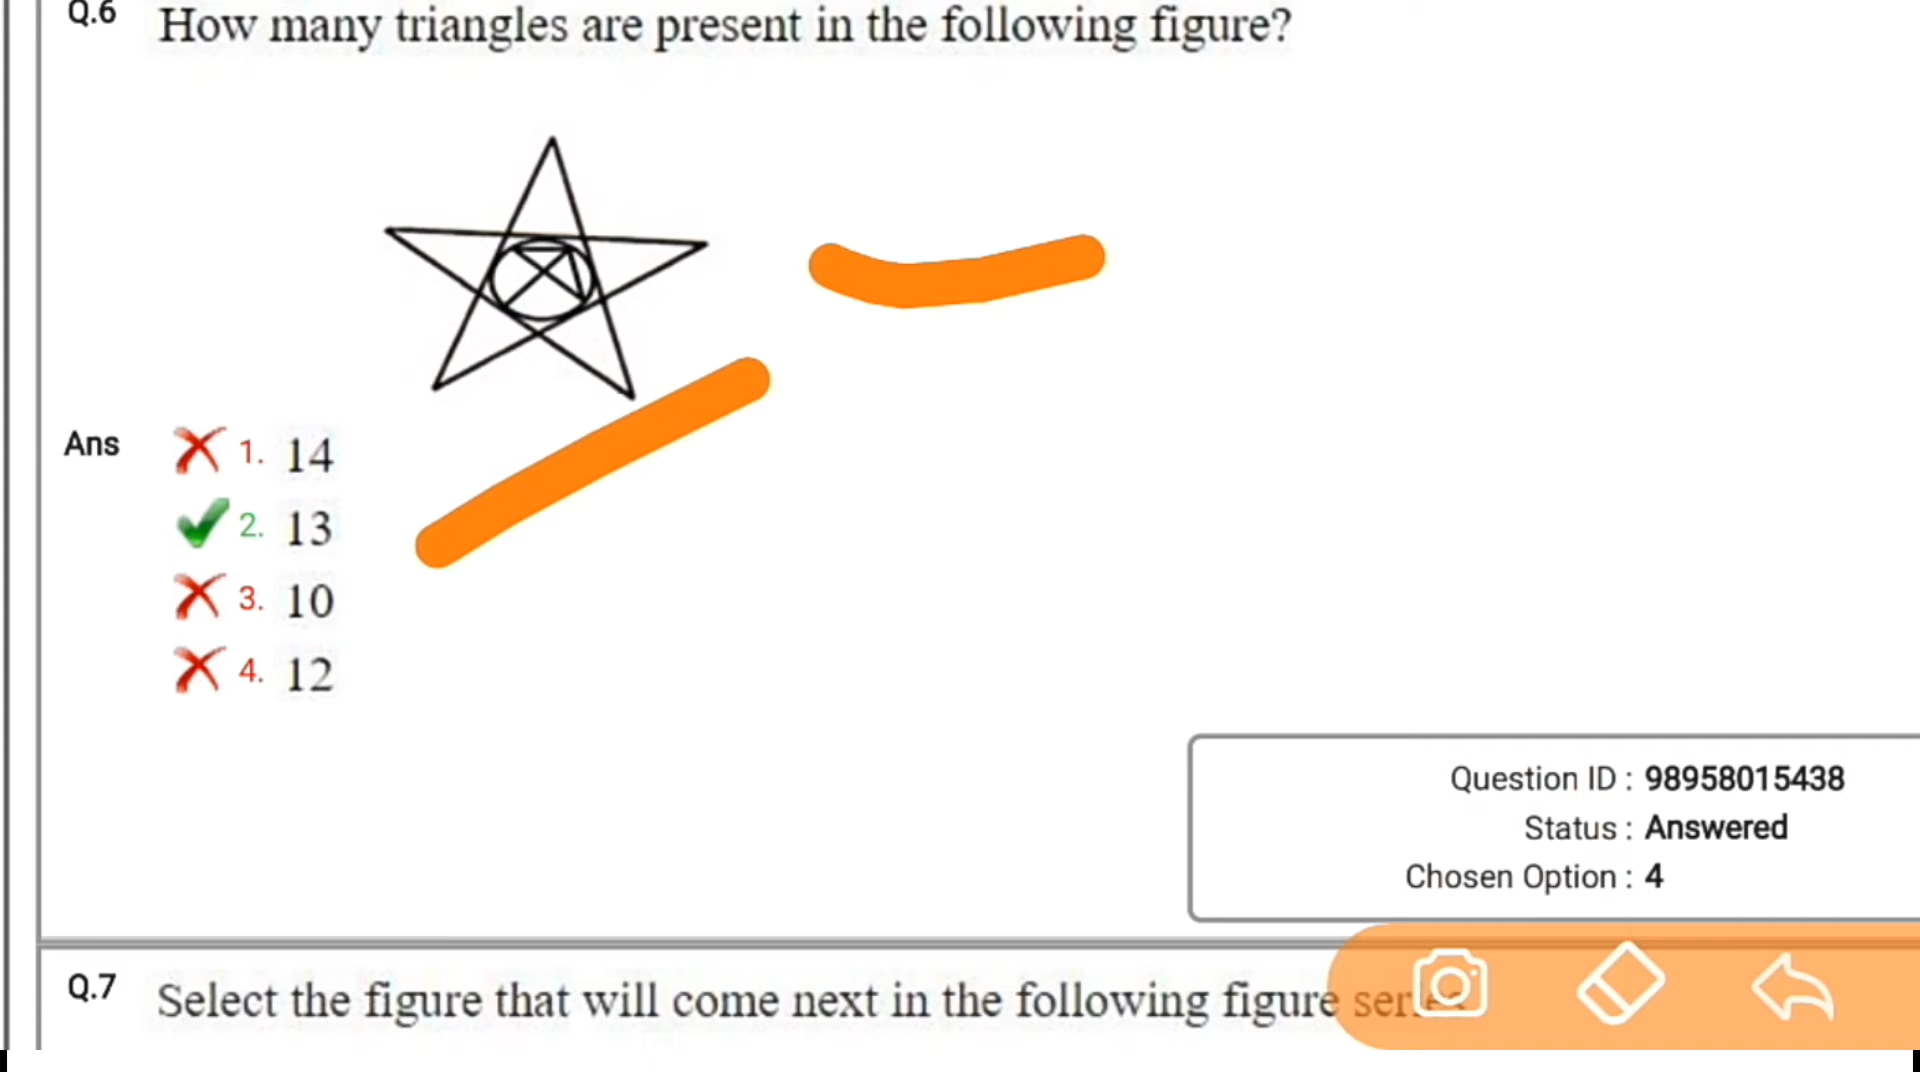 Q.6 How many triangles are present in the following figure?
Ans 1. 14
2. 13
3. 10
4. 12
Question ID : 98958015438
Status : Answered
Chosen Option : 4
Q.7 Select the figure that will come next in the following figure